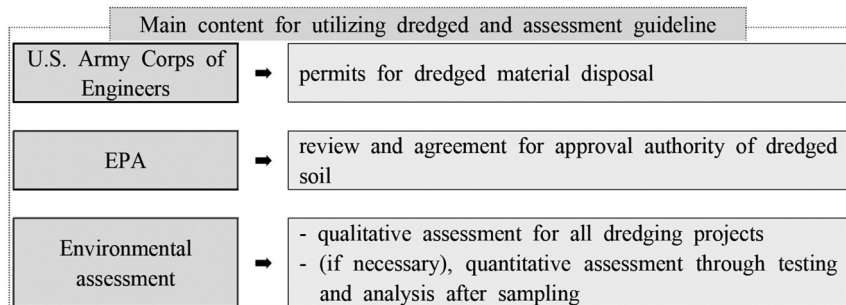 Main content for utilizing dredged and assessment guideline
U.S. Army Corps of
Engineers
➡
permits for dredged material disposal
EPA
➡
review and agreement for approval authority of dredged
soil
Environmental
assessment
➡
- qualitative assessment for all dredging projects
- (if necessary), quantitative assessment through testing
and analysis after sampling